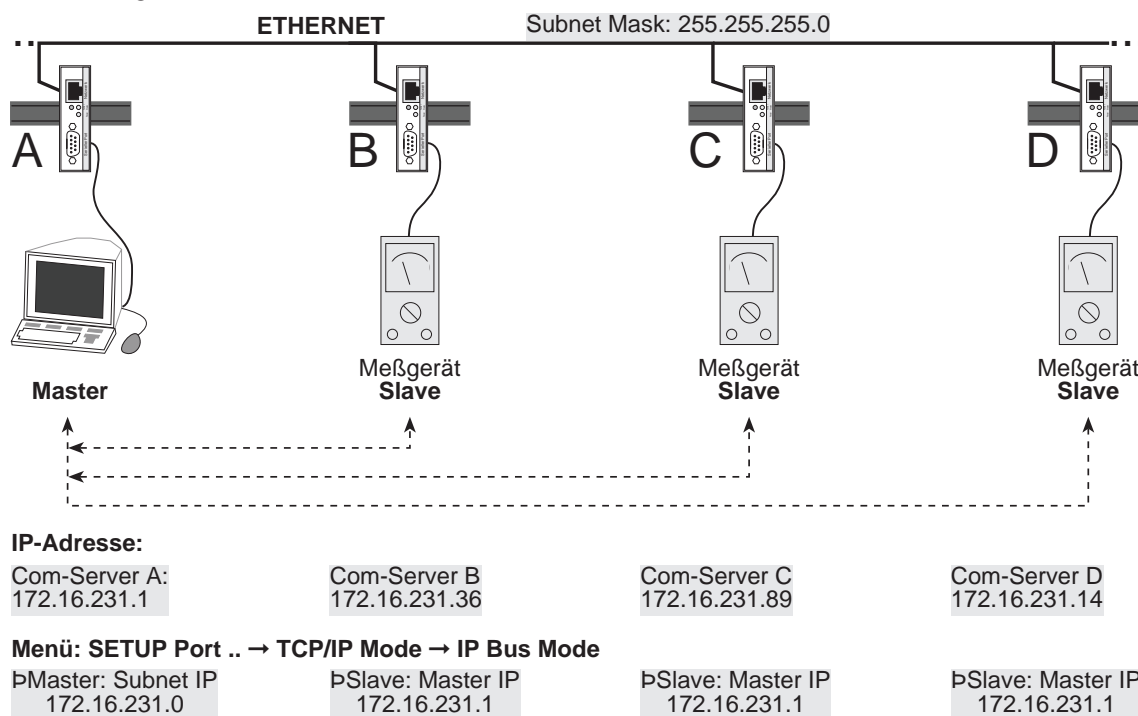 ETHERNET Subnet Mask: 255.255.255.0
A B C D
Meßgerät Meßgerät Meßgerät
Master Slave Slave Slave
IP-Adresse:
Com-Server A: Com-Server B Com-Server C Com-Server D
172.16.231.1 172.16.231.36 172.16.231.89 172.16.231.14
Menü: SETUP Port .. → TCP/IP Mode → IP Bus Mode
ÞMaster: Subnet IP ÞSlave: Master IP ÞSlave: Master IP ÞSlave: Master IP
172.16.231.0 172.16.231.1 172.16.231.1 172.16.231.1